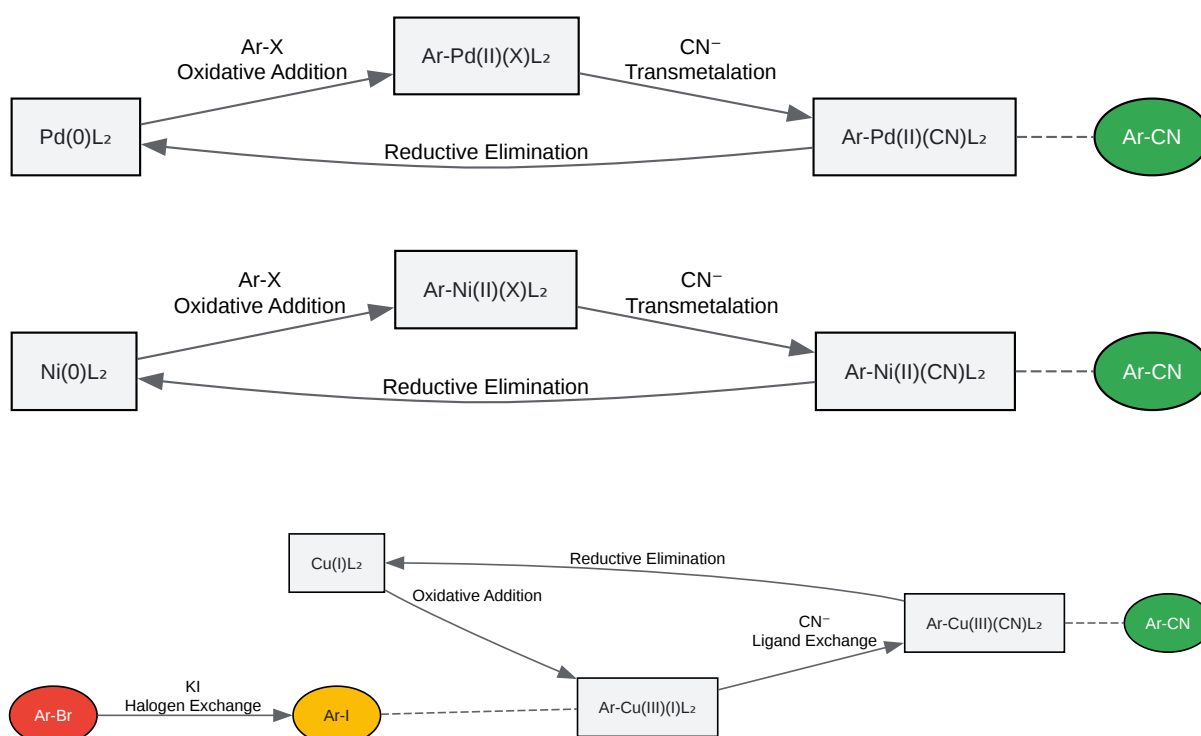 Ar-X
Oxidative Addition
Ar-Pd(II)(X)L₂
CN⁻
Transmetalation
Pd(0)L₂
Reductive Elimination
Ar-Pd(II)(CN)L₂
Ar-CN
Ar-X
Oxidative Addition
Ar-Ni(II)(X)L₂
CN⁻
Transmetalation
Ni(0)L₂
Reductive Elimination
Ar-Ni(II)(CN)L₂
Ar-CN
Cu(I)L₂
Reductive Elimination
Oxidative Addition
CN⁻
Ligand Exchange
Ar-Cu(III)(CN)L₂
Ar-CN
Ar-Br
KI
Halogen Exchange
Ar-I
Ar-Cu(III)(I)L₂